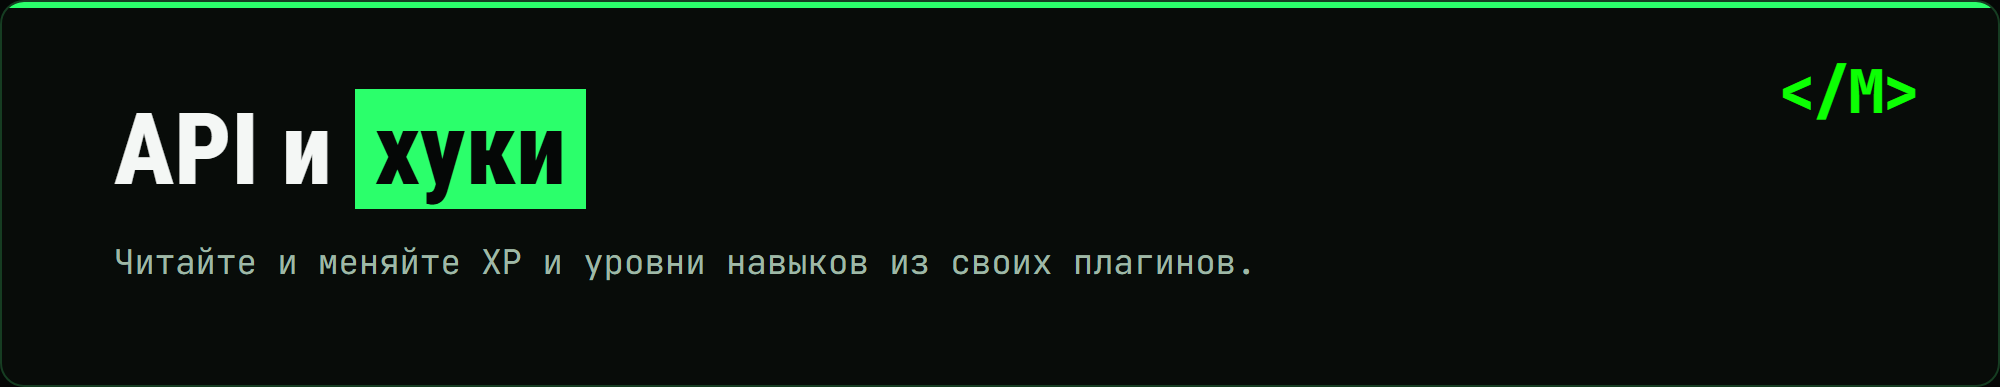 API и хуки
</M>
Читайте и меняйте XP и уровни навыков из своих плагинов.